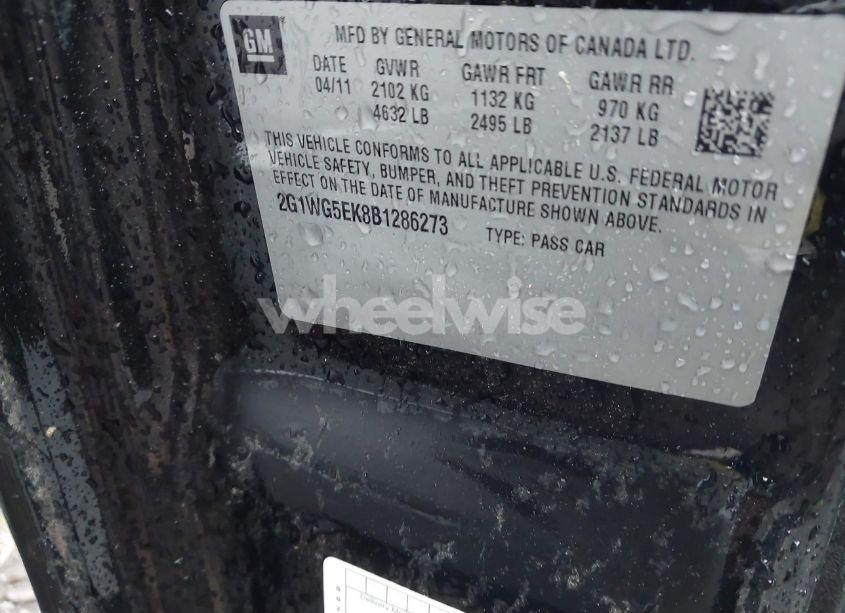 GM
MFD BY GENERAL MOTORS OF CANADA LTD.
DATE GVWR GAWR FRT GAWR RR
04/11 2102 KG 1132 KG 970 KG
4632 LB 2495 LB 2137 LB
THIS VEHICLE CONFORMS TO ALL APPLICABLE U.S. FEDERAL MOTOR
VEHICLE SAFETY, BUMPER, AND THEFT PREVENTION STANDARDS IN
EFFECT ON THE DATE OF MANUFACTURE SHOWN ABOVE.
2G1WG5EK8B1286273 TYPE: PASS CAR
wheelwise